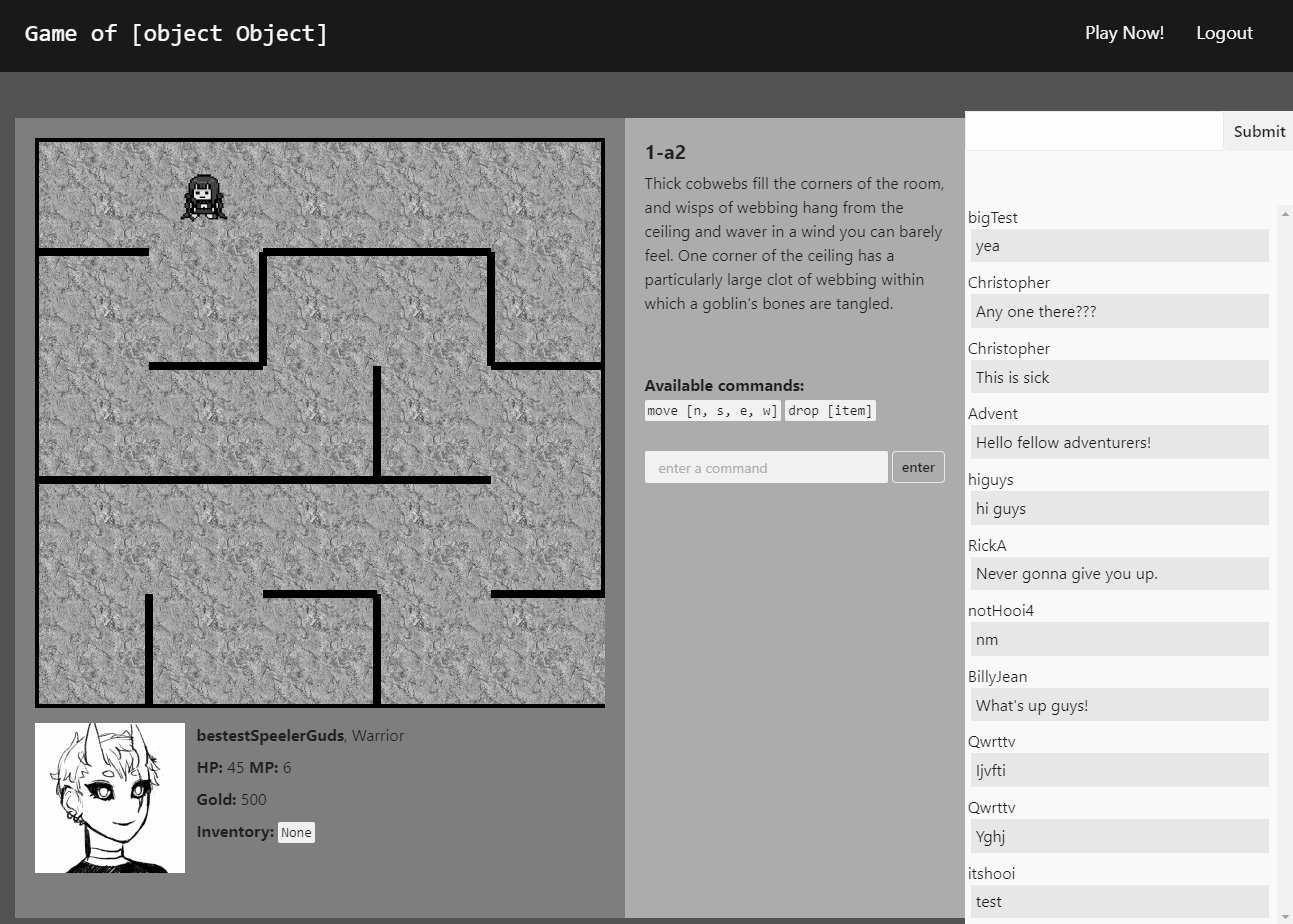 Game of [object Object]
Play Now!
Logout
1-a2
Thick cobwebs fill the corners of the room,
and wisps of webbing hang from the
ceiling and waver in a wind you can barely
feel. One corner of the ceiling has a
particularly large clot of webbing within
which a goblin's bones are tangled.
Available commands:
move [n, s, e, w] drop [item]
enter a command
enter
bestestSpeelerGuds, Warrior
HP: 45 MP: 6
Gold: 500
Inventory: None
Submit
bigTest
yea
Christopher
Any one there???
Christopher
This is sick
Advent
Hello fellow adventurers!
higuys
hi guys
RickA
Never gonna give you up.
notHooi4
nm
BillyJean
What's up guys!
Qwrttv
Ijvfti
Qwrttv
Yghj
itshooi
test